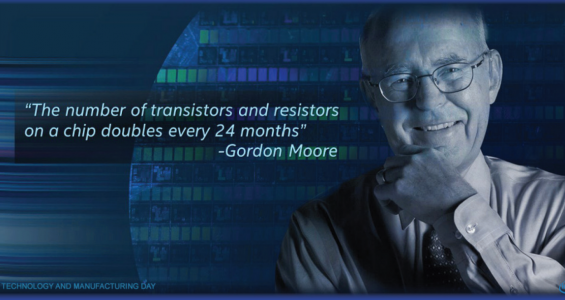 “The number of transistors and resistors
on a chip doubles every 24 months”
-Gordon Moore
TECHNOLOGY AND MANUFACTURING DAY